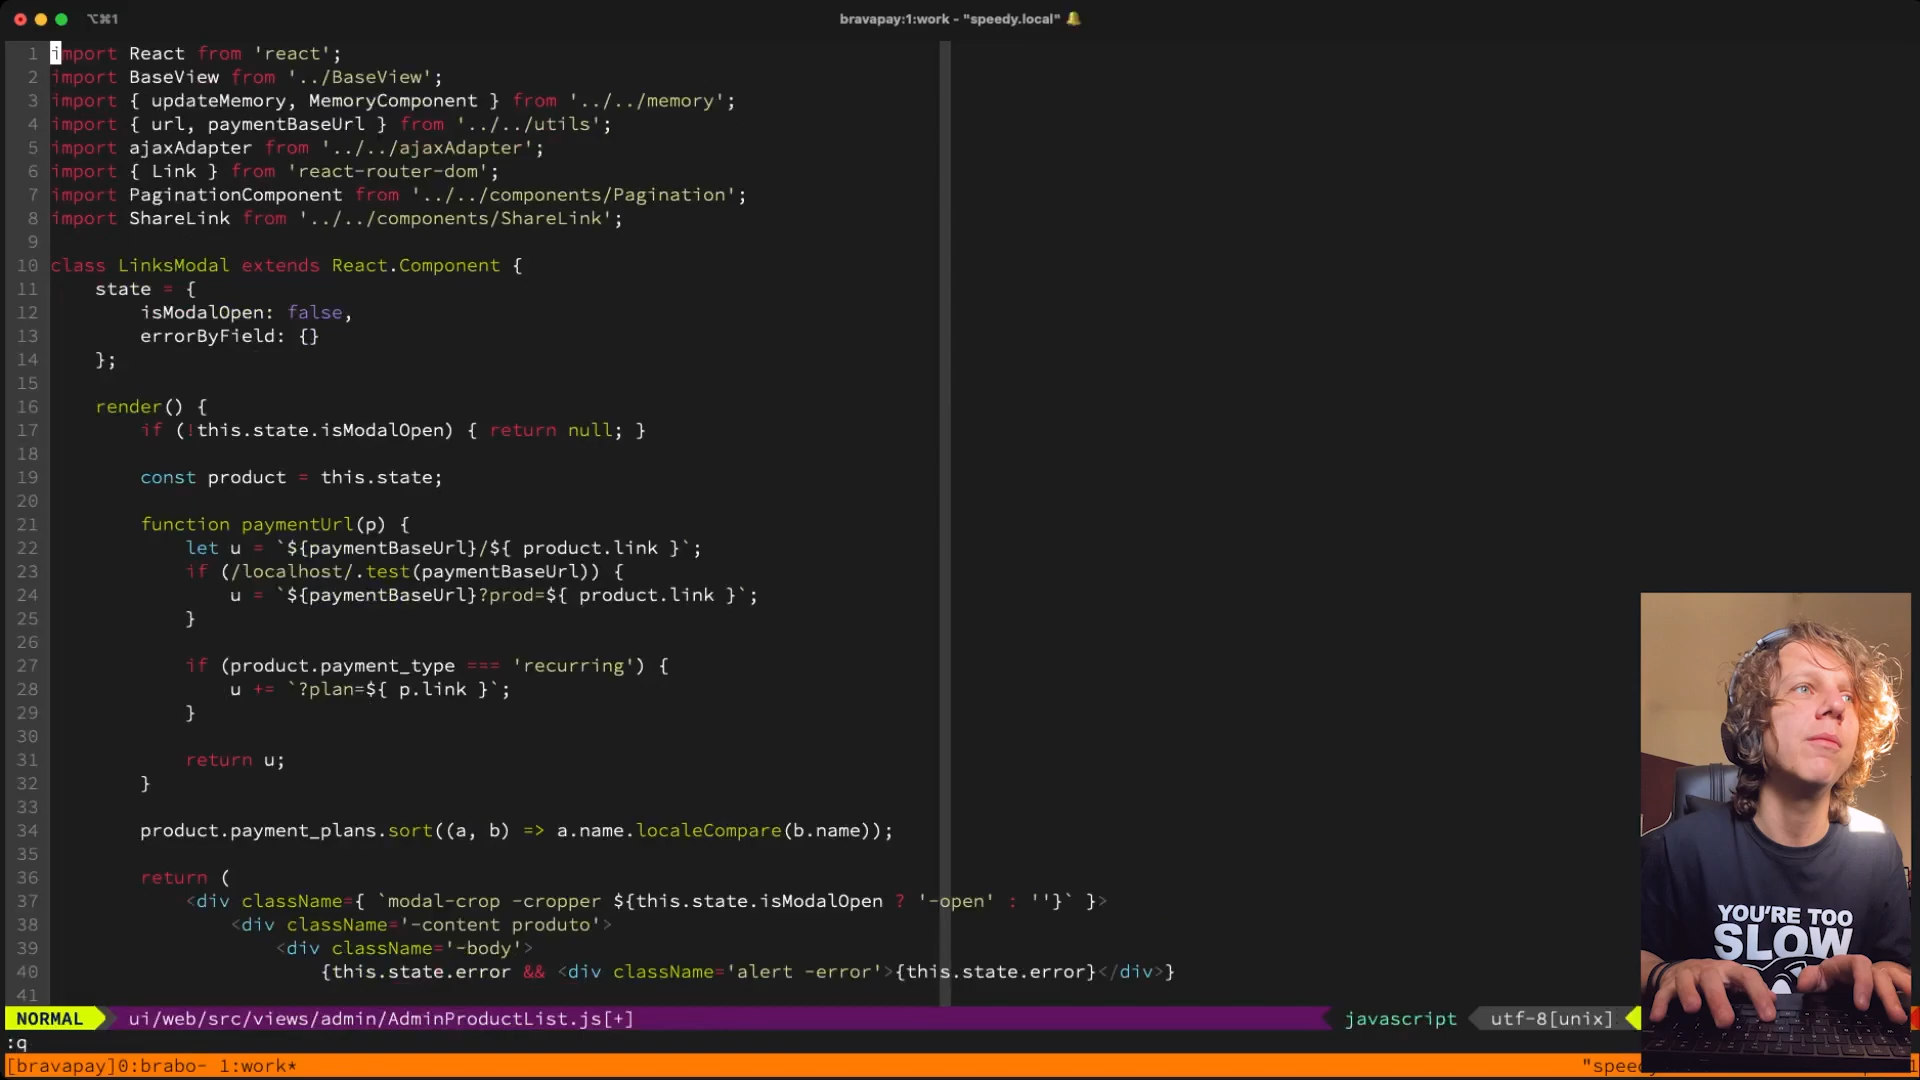 ⌥⌘1
bravapay:1:work - "speedy.local"
1 import React from 'react';
2 import BaseView from '../BaseView';
3 import { updateMemory, MemoryComponent } from '../../memory';
4 import { url, paymentBaseUrl } from '../../utils';
5 import ajaxAdapter from '../../ajaxAdapter';
6 import { Link } from 'react-router-dom';
7 import PaginationComponent from '../../components/Pagination';
8 import ShareLink from '../../components/ShareLink';
9
10 class LinksModal extends React.Component {
11 state = {
12 isModalOpen: false,
13 errorByField: {}
14 };
15
16 render() {
17 if (!this.state.isModalOpen) { return null; }
18
19 const product = this.state;
20
21 function paymentUrl(p) {
22 let u = `${paymentBaseUrl}/${ product.link }`;
23 if (/localhost/.test(paymentBaseUrl)) {
24 u = `${paymentBaseUrl}?prod=${ product.link }`;
25 }
26
27 if (product.payment_type === 'recurring') {
28 u += `?plan=${ p.link }`;
29 }
30
31 return u;
32 }
33
34 product.payment_plans.sort((a, b) => a.name.localeCompare(b.name));
35
36 return (
37 <div className={ `modal-crop -cropper ${this.state.isModalOpen ? '-open' : ''}` }>
38 <div className='-content produto'>
39 <div className='-body'>
40 {this.state.error && <div className='alert -error'>{this.state.error}</div>}
41
NORMAL ui/web/src/views/admin/AdminProductList.js[+] javascript utf-8[unix]
:q
[bravapay]0:brabo- 1:work* "speed
YOU'RE TOO
SLOW